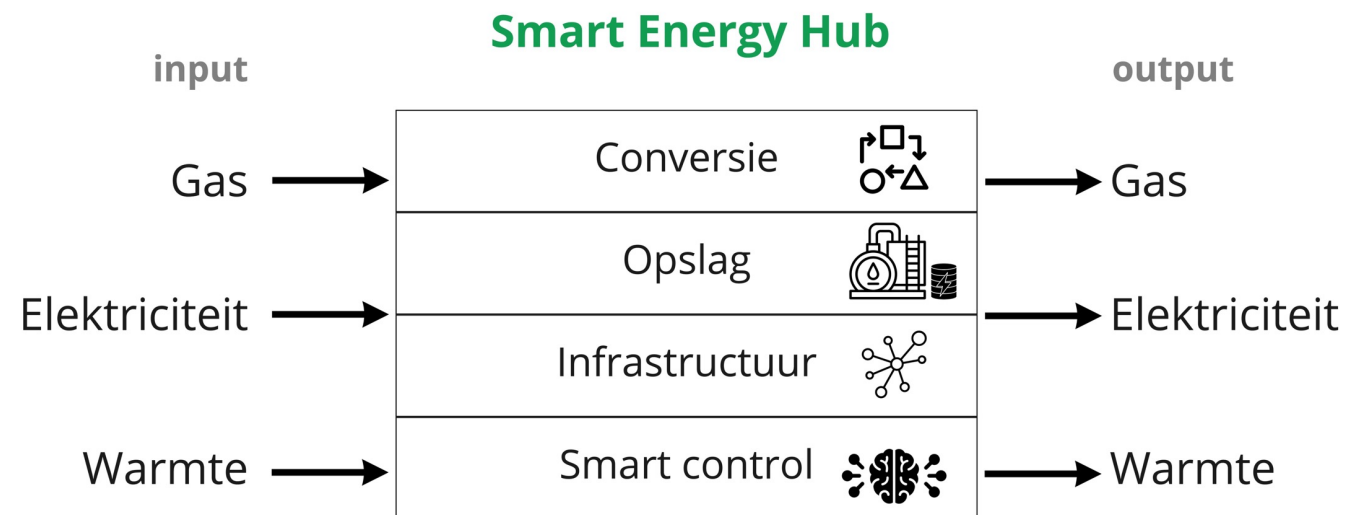 Smart Energy Hub
input
output
Gas
Conversie
Gas
Opslag
Elektriciteit
Elektriciteit
Infrastructuur
Warmte
Smart control
Warmte